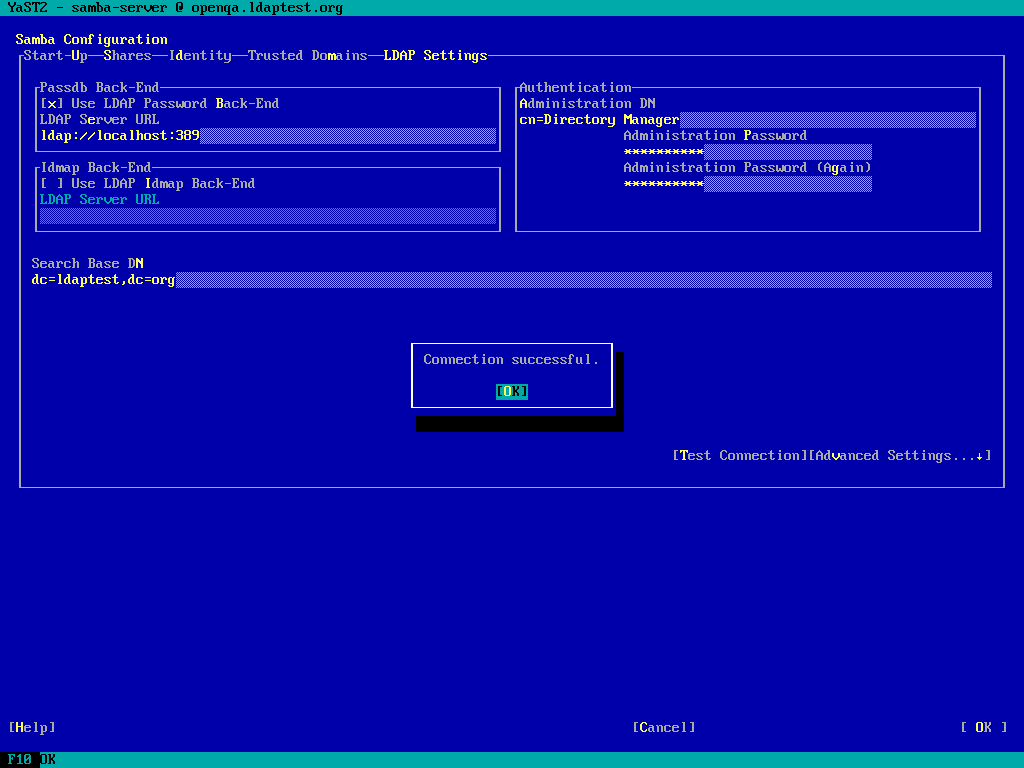 YaST2 - samba-server @ openqa.ldaptest.org
Samba Configuration
Start-Up Shares Identity Trusted Domains LDAP Settings
Passdb Back-End
[x] Use LDAP Password Back-End
LDAP Server URL
ldap://localhost:389
Idmap Back-End
[ ] Use LDAP Idmap Back-End
LDAP Server URL
Authentication
Administration DN
cn=Directory Manager
Administration Password
**********
Administration Password (Again)
**********
Search Base DN
dc=ldaptest,dc=org
Connection successful.
[OK]
[Test Connection][Advanced Settings...↓]
[Help] [Cancel] [ OK ]
F10 OK